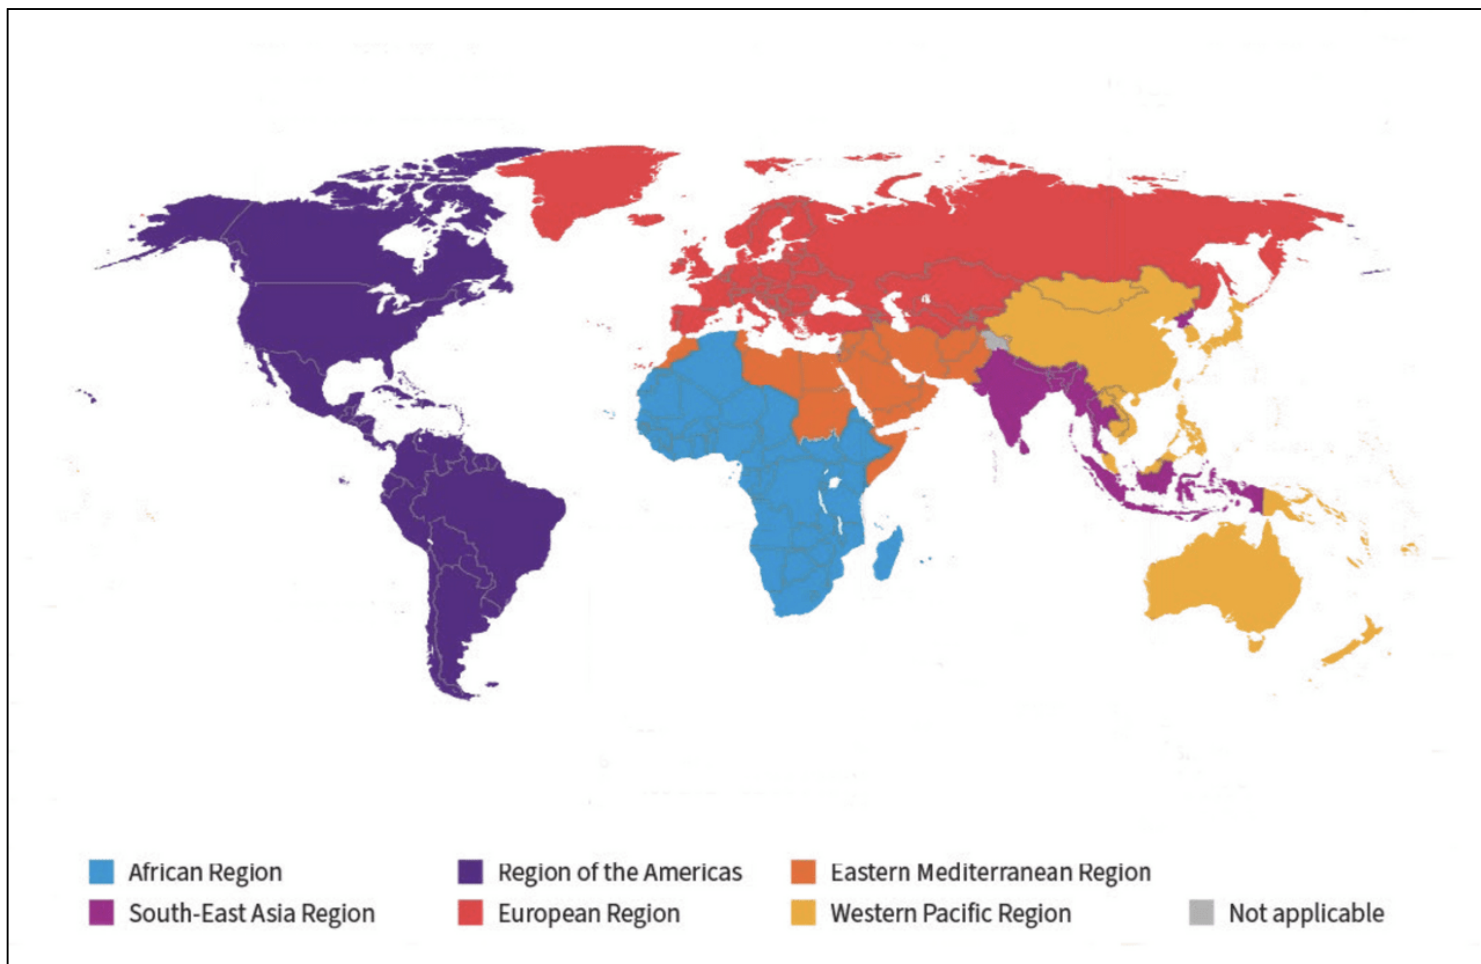 African Region Region of the Americas Eastern Mediterranean Region
South-East Asia Region European Region Western Pacific Region Not applicable